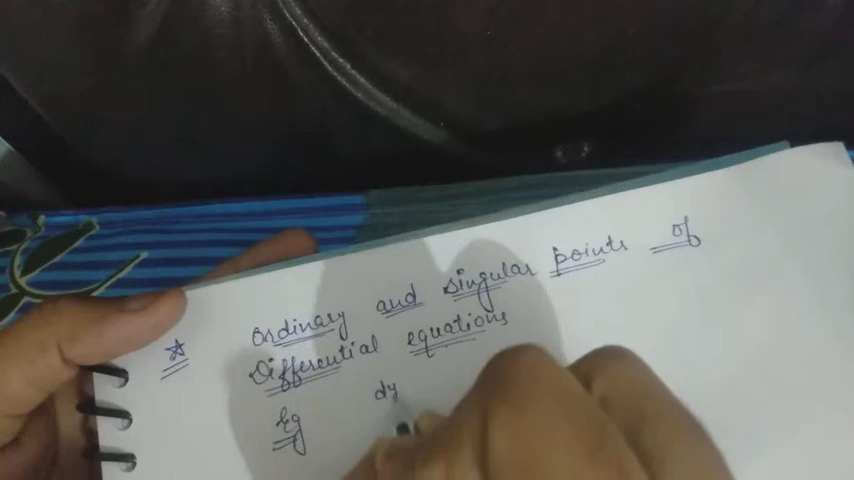 ☆ Ordinary and Singular points of
Differential equations
Eg dy